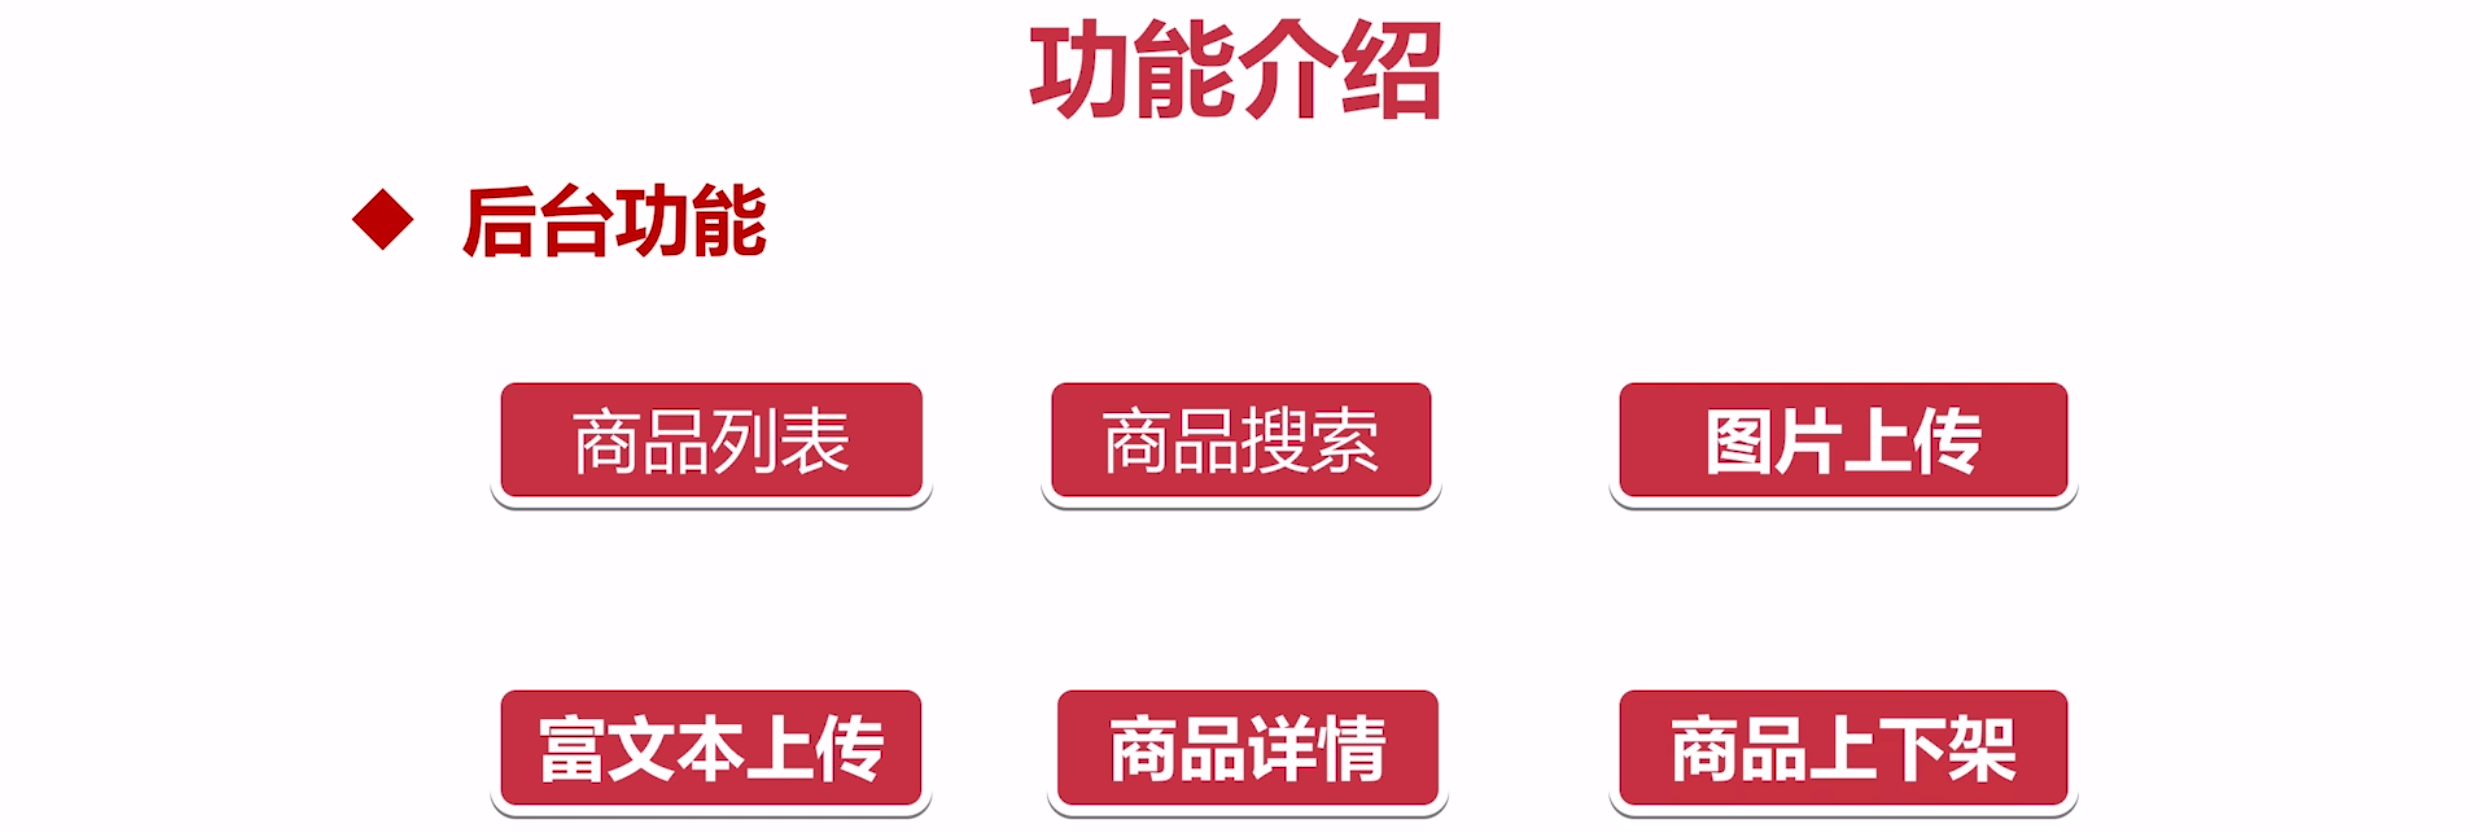 功能介绍
后台功能
商品列表
商品搜索
图片上传
富文本上传
商品详情
商品上下架